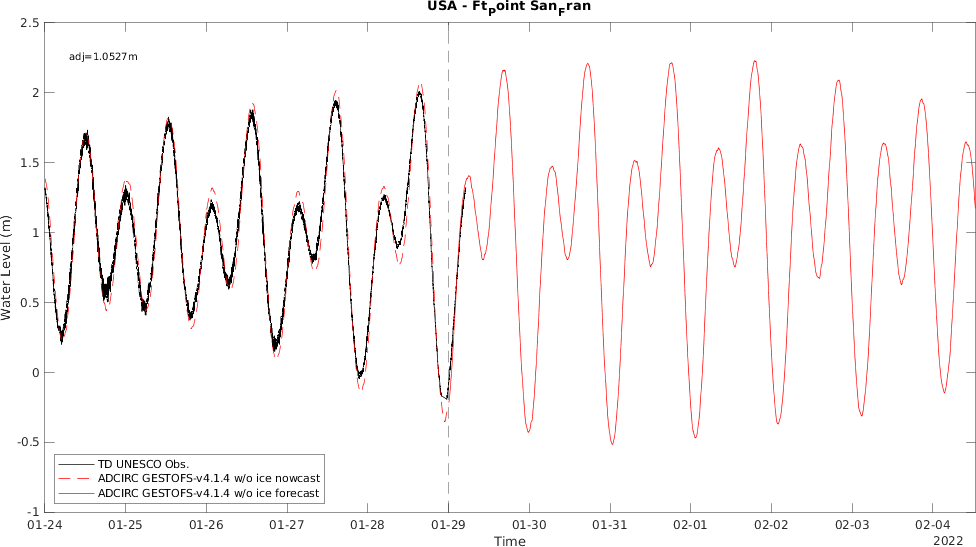 USA - Ft_Point San_Fran
2.5
adj=1.0527m
2
1.5
1
0.5
0
-0.5
-1
Water Level (m)
TD UNESCO Obs.
ADCIRC GESTOFS-v4.1.4 w/o ice nowcast
ADCIRC GESTOFS-v4.1.4 w/o ice forecast
01-24 01-25 01-26 01-27 01-28 01-29 01-30 01-31 02-01 02-02 02-03 02-04
Time
2022